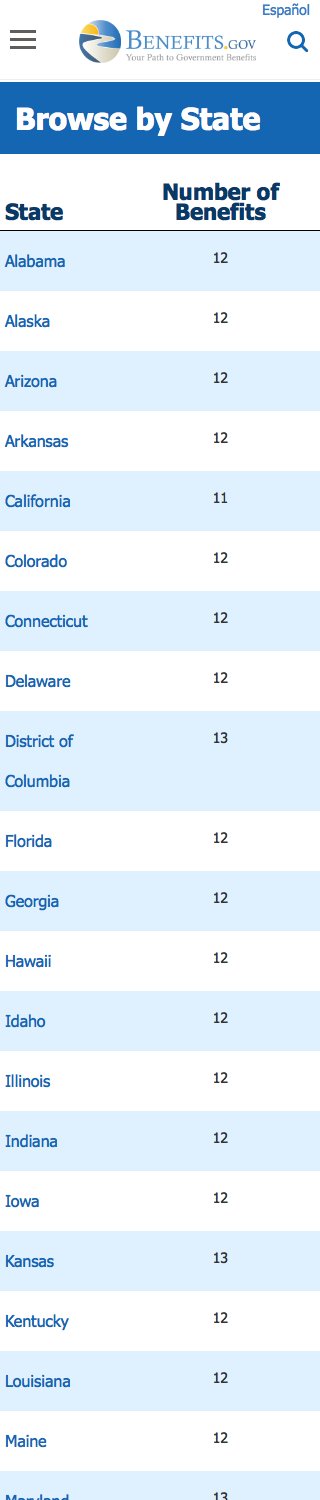 Español
BENEFITS.GOV
Your Path to Government Benefits
Browse by State
State Number of Benefits
Alabama 12
Alaska 12
Arizona 12
Arkansas 12
California 11
Colorado 12
Connecticut 12
Delaware 12
District of Columbia 13
Florida 12
Georgia 12
Hawaii 12
Idaho 12
Illinois 12
Indiana 12
Iowa 12
Kansas 13
Kentucky 12
Louisiana 12
Maine 12
Maryland 13